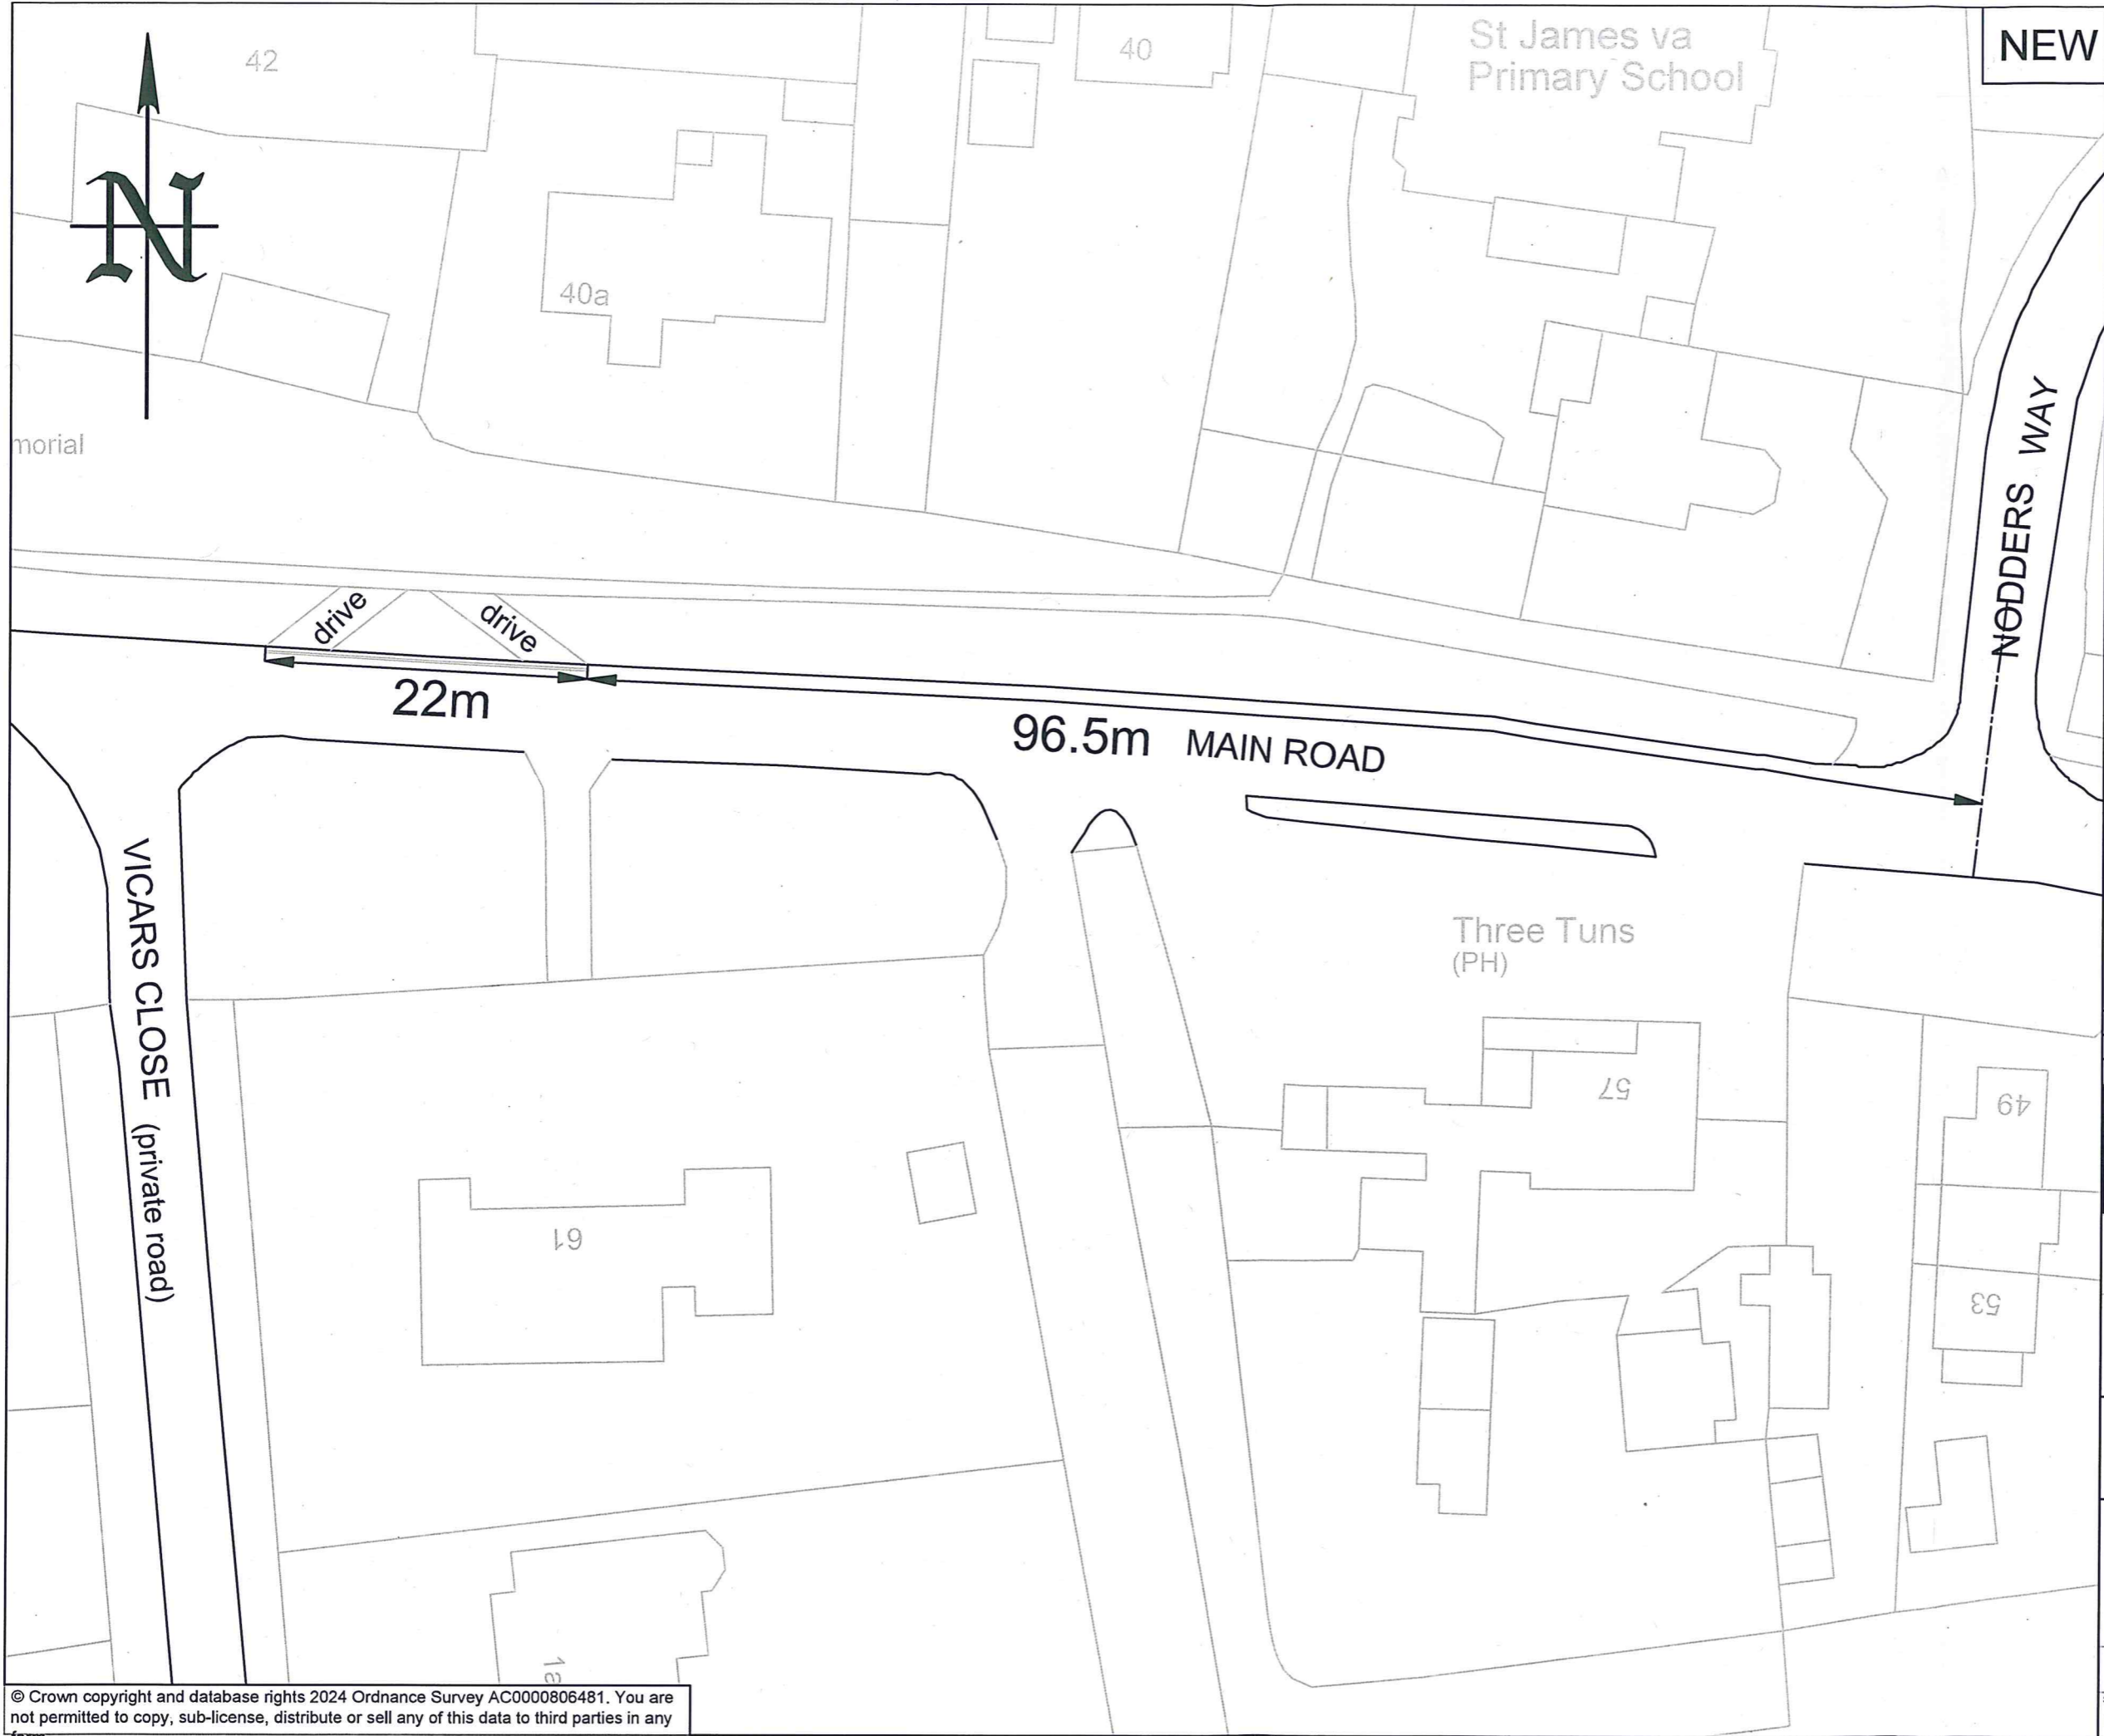 NEW
42
40
St James va
Primary School
N
40a
morial
NODDERS WAY
drive
drive
22m
96.5m MAIN ROAD
VICARS CLOSE (private road)
Three Tuns
(PH)
57
49
61
53
1a
© Crown copyright and database rights 2024 Ordnance Survey AC0000806481. You are
not permitted to copy, sub-license, distribute or sell any of this data to third parties in any